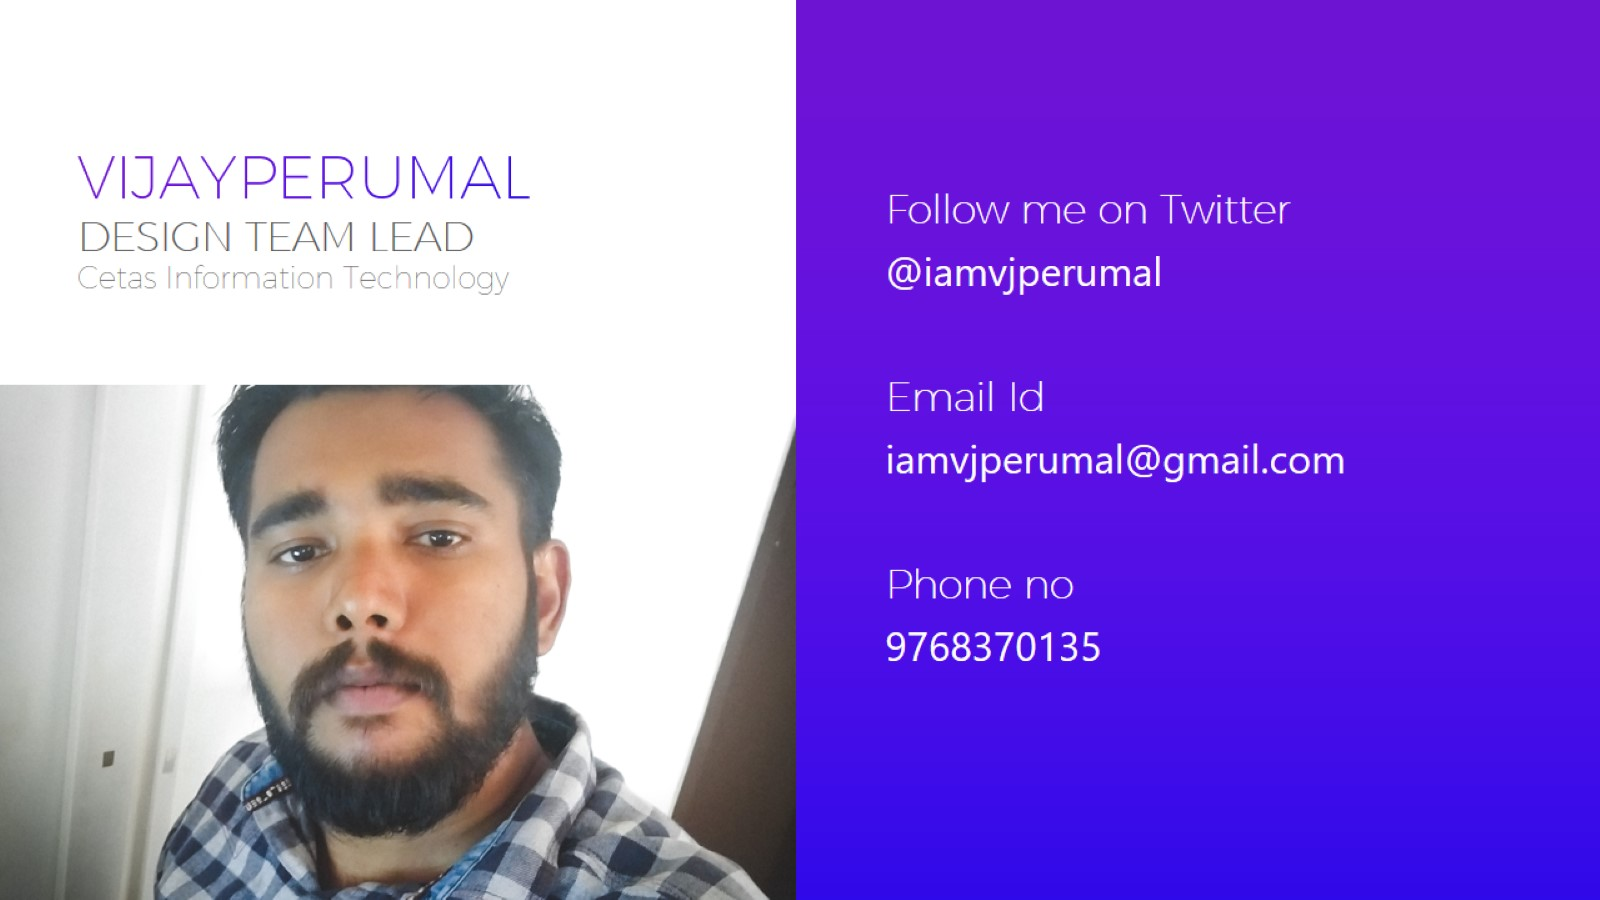 VIJAYPERUMAL
DESIGN TEAM LEAD
Cetas Information Technology
Follow me on Twitter
@iamvjperumal
Email Id
iamvjperumal@gmail.com
Phone no
9768370135